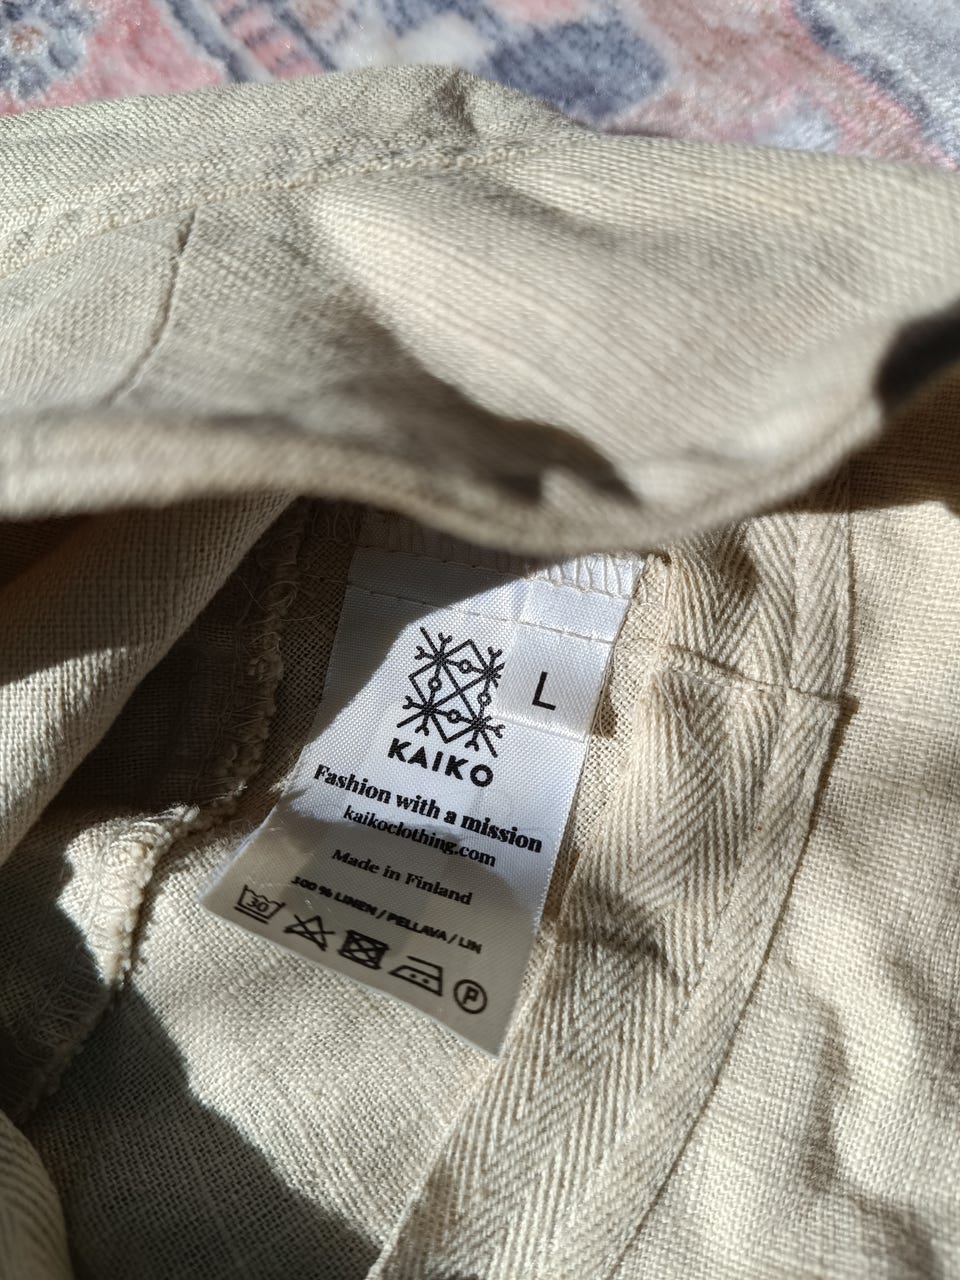 L
KAIKO
Fashion with a mission
kaikoclothing.com
Made in Finland
100 % LINEN / PELLAVA / LIN
30 P